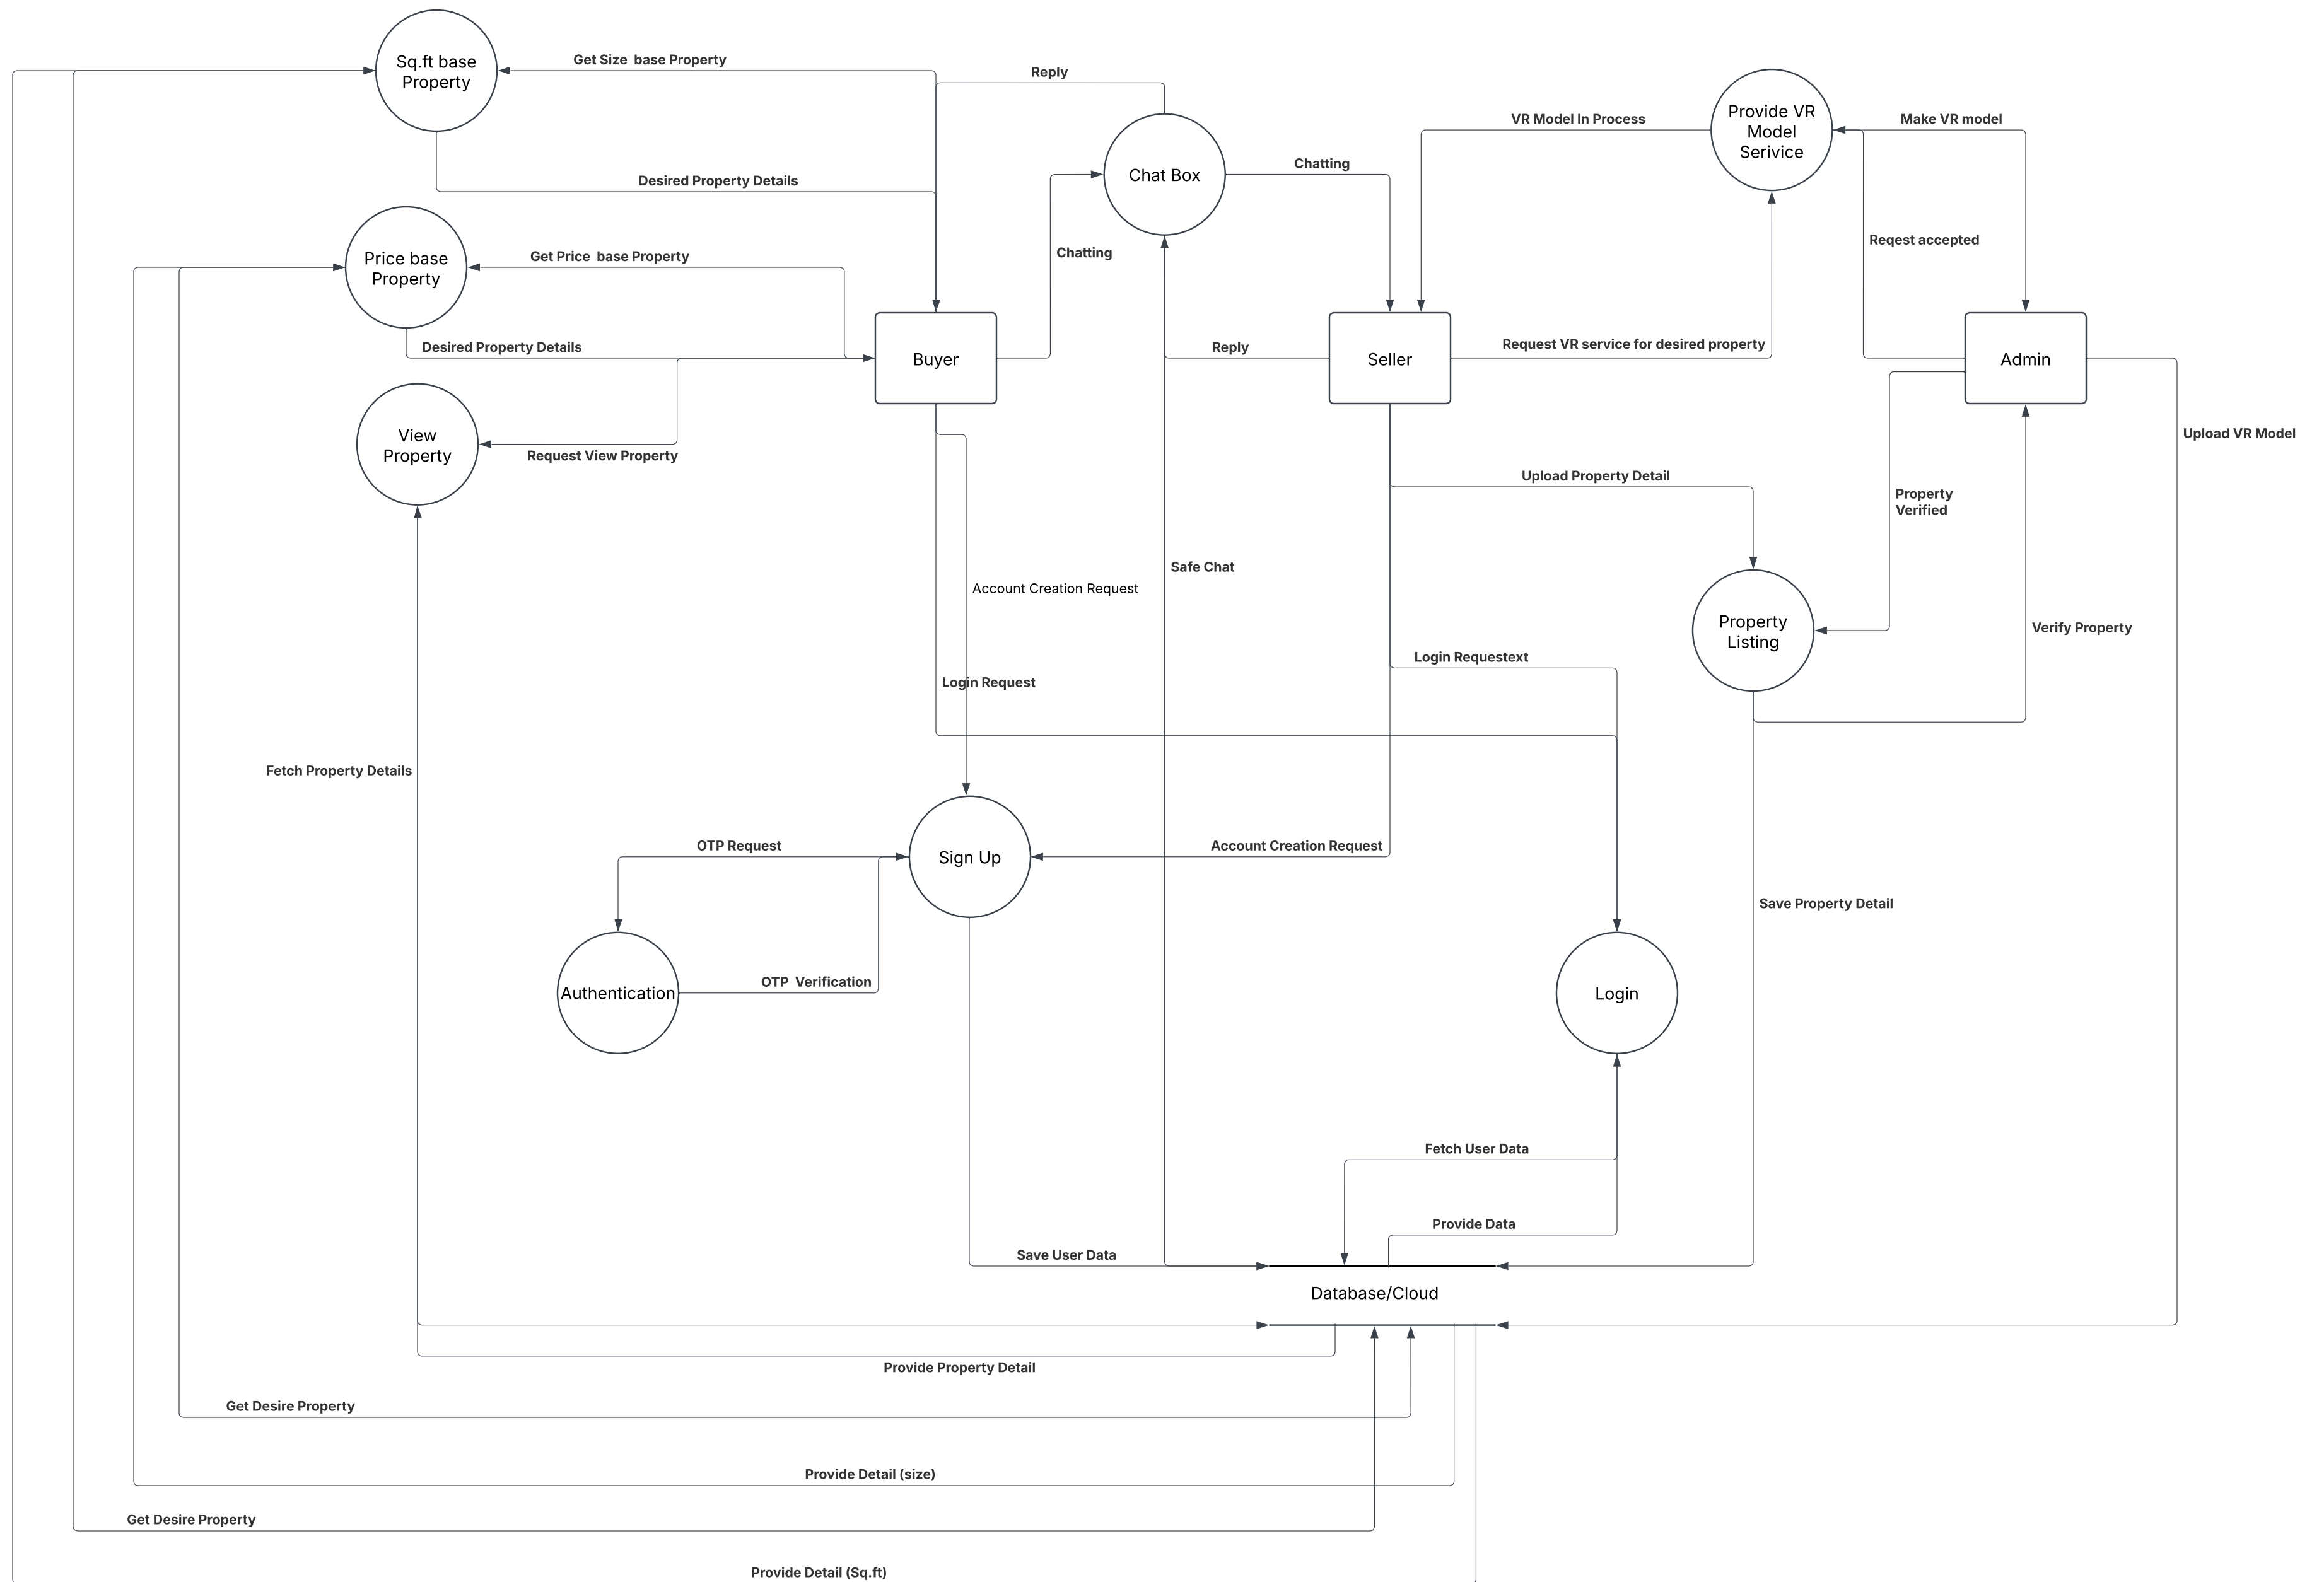 Sq.ft base
Property
Get Size  base Property
Reply
Provide VR
Model
Serivice
VR Model In Process
Make VR model
Chat Box
Chatting
Desired Property Details
Price base
Property
Get Price  base Property
Chatting
Reqest accepted
Desired Property Details
Buyer
Reply
Seller
Request VR service for desired property
Admin
View
Property
Request View Property
Upload VR Model
Upload Property Detail
Property
Verified
Safe Chat
Account Creation Request
Property
Listing
Verify Property
Login Requestext
Login Request
Fetch Property Details
OTP Request
Sign Up
Account Creation Request
Save Property Detail
OTP  Verification
Authentication
Login
Fetch User Data
Provide Data
Save User Data
Database/Cloud
Provide Property Detail
Get Desire Property
Provide Detail (size)
Get Desire Property
Provide Detail (Sq.ft)